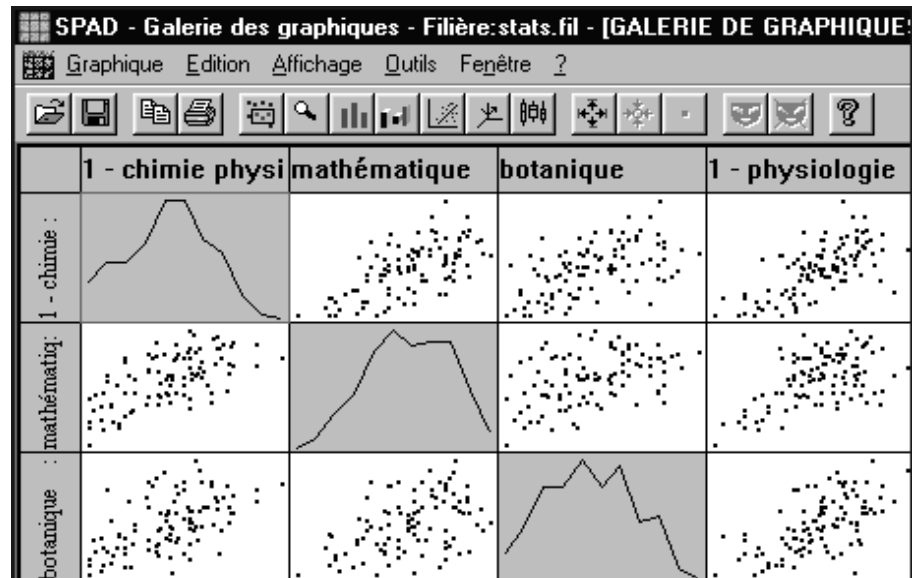 SPAD - Galerie des graphiques - Filière:stats.fil - [GALERIE DE GRAPHIQUES
Graphique Edition Affichage Outils Fenêtre ?
1 - chimie physi mathématique botanique 1 - physiologie
1 - chimie :
mathématiq:
botanique :